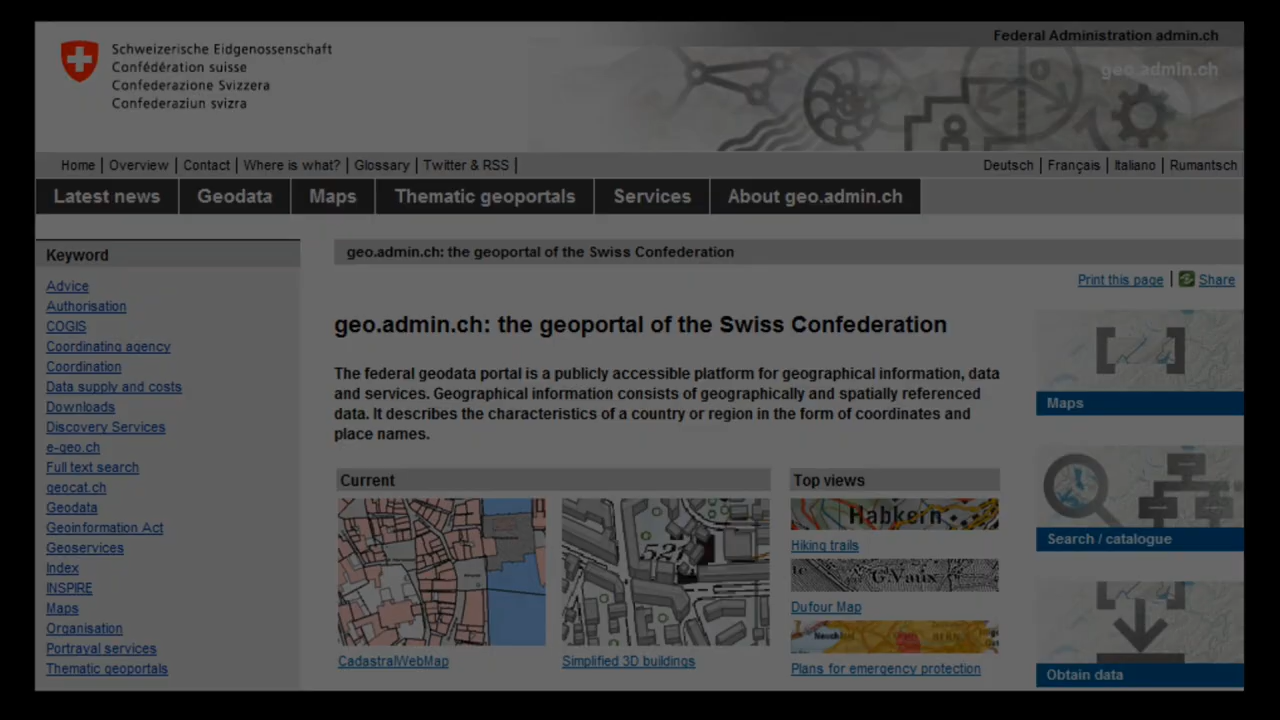 Schweizerische Eidgenossenschaft
Confédération suisse
Confederazione Svizzera
Confederaziun svizra
Federal Administration admin.ch
geo.admin.ch
Home | Overview | Contact | Where is what? | Glossary | Twitter & RSS |
Deutsch | Français | Italiano | Rumantsch
Latest news
Geodata
Maps
Thematic geoportals
Services
About geo.admin.ch
Keyword
Advice
Authorisation
COGIS
Coordinating agency
Coordination
Data supply and costs
Downloads
Discovery Services
e-geo.ch
Full text search
geocat.ch
Geodata
Geoinformation Act
Geoservices
Index
INSPIRE
Maps
Organisation
Portrayal services
Thematic geoportals
geo.admin.ch: the geoportal of the Swiss Confederation
Print this page | Share
geo.admin.ch: the geoportal of the Swiss Confederation
The federal geodata portal is a publicly accessible platform for geographical information, data
and services. Geographical information consists of geographically and spatially referenced
data. It describes the characteristics of a country or region in the form of coordinates and
place names.
Current
CadastralWebMap
527
Simplified 3D buildings
Top views
Habkern
Hiking trails
G. Vaux
Dufour Map
Plans for emergency protection
Maps
Search / catalogue
Obtain data